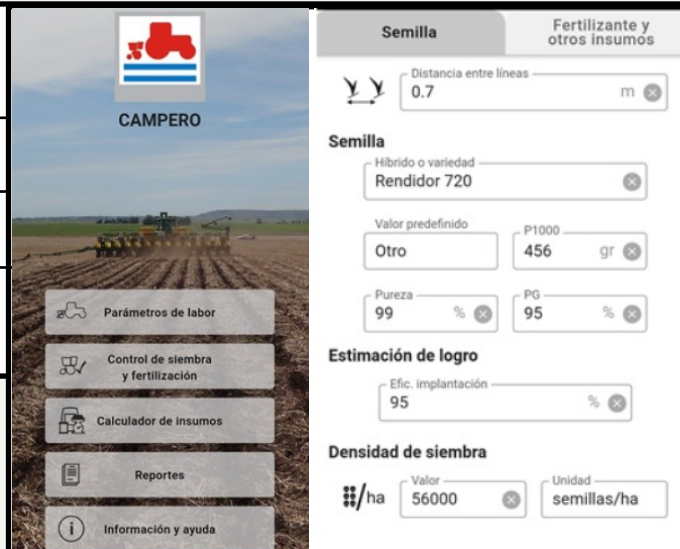 CAMPERO
Parámetros de labor
Control de siembra
y fertilización
Calculador de insumos
Reportes
Información y ayuda
Semilla
Fertilizante y
otros insumos
Distancia entre líneas
0.7 m
Semilla
Híbrido o variedad
Rendidor 720
Valor predefinido
Otro
P1000
456 gr
Pureza
99 %
PG
95 %
Estimación de logro
Efic. implantación
95 %
Densidad de siembra
/ha
Valor
56000
Unidad
semillas/ha